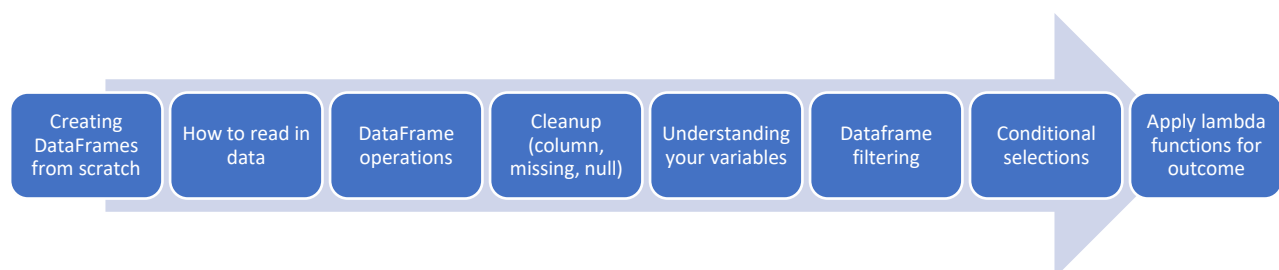 Creating
DataFrames
from scratch
How to read in
data
DataFrame
operations
Cleanup
(column,
missing, null)
Understanding
your variables
Dataframe
filtering
Conditional
selections
Apply lambda
functions for
outcome